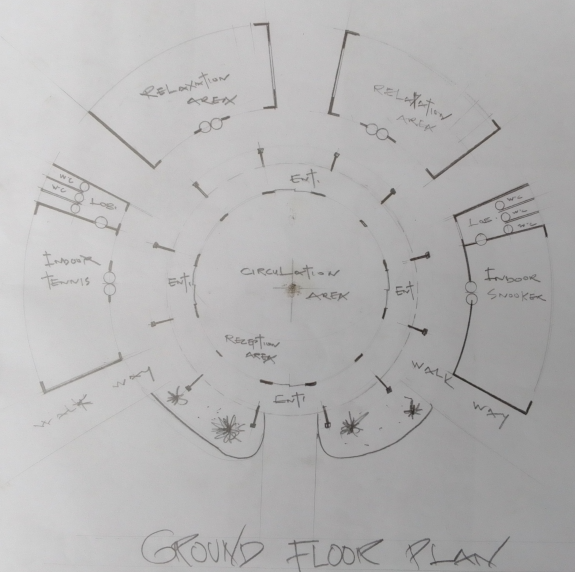 RELAXATION
AREA
RELAXATION
AREA
WC
WC
LOB.
ENT.
WC
WC
WC
LOB.
INDOOR
TENNIS
ENT.
CIRCULATION
AREA
ENT
INDOOR
SNOOKER
RECEPTION
AREA
WALK
WAY
WALK
WAY
ENT.
GROUND FLOOR PLAN